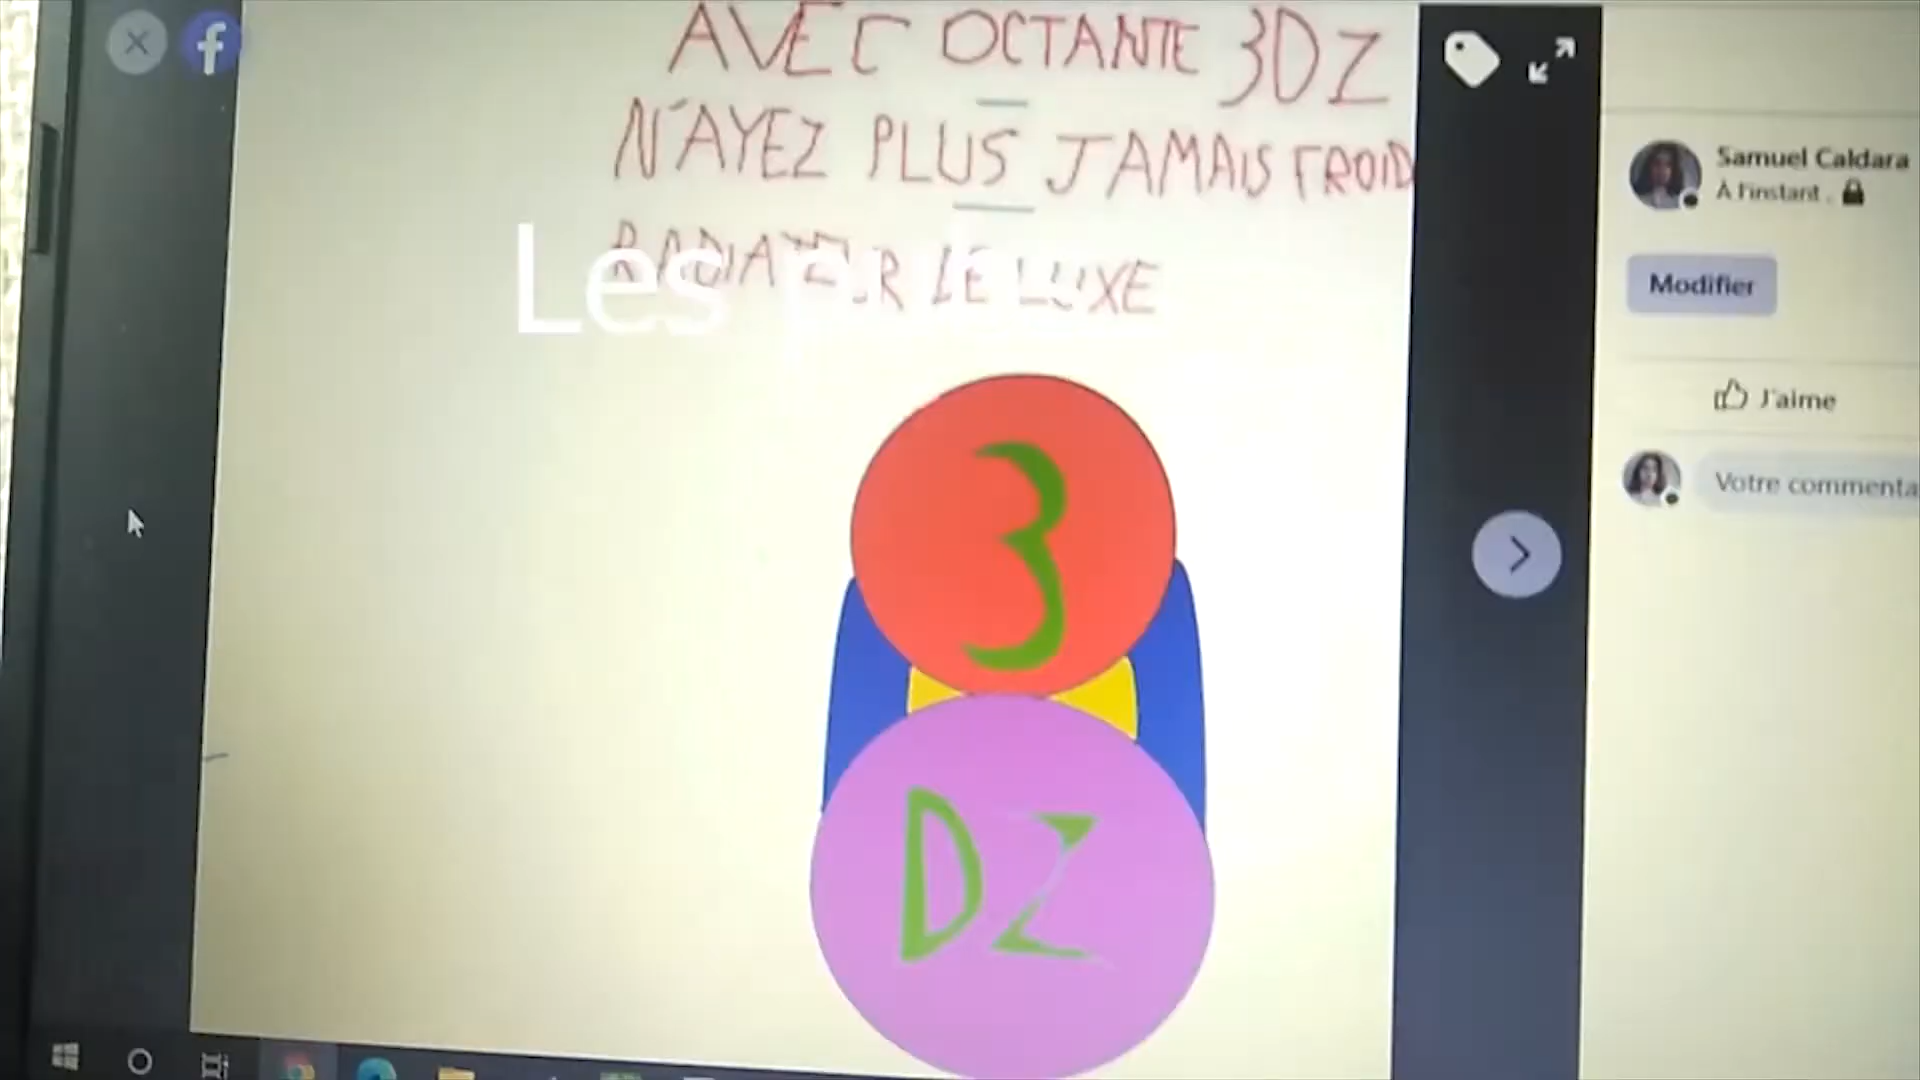 AVEC OCTANTE 3DZ
N'AYEZ PLUS JAMAIS FROID
RADIATEUR LE LUXE
Les
3
DZ
Samuel Caldara
À l'instant
Modifier
J'aime
Votre commenta